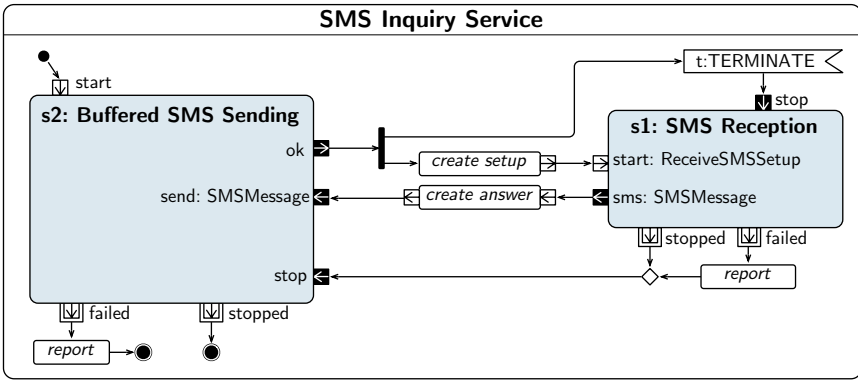 SMS Inquiry Service
start
t:TERMINATE
stop
s2: Buffered SMS Sending
s1: SMS Reception
ok
create setup
start: ReceiveSMSSetup
send: SMSMessage
create answer
sms: SMSMessage
stopped
failed
stop
report
failed
stopped
report